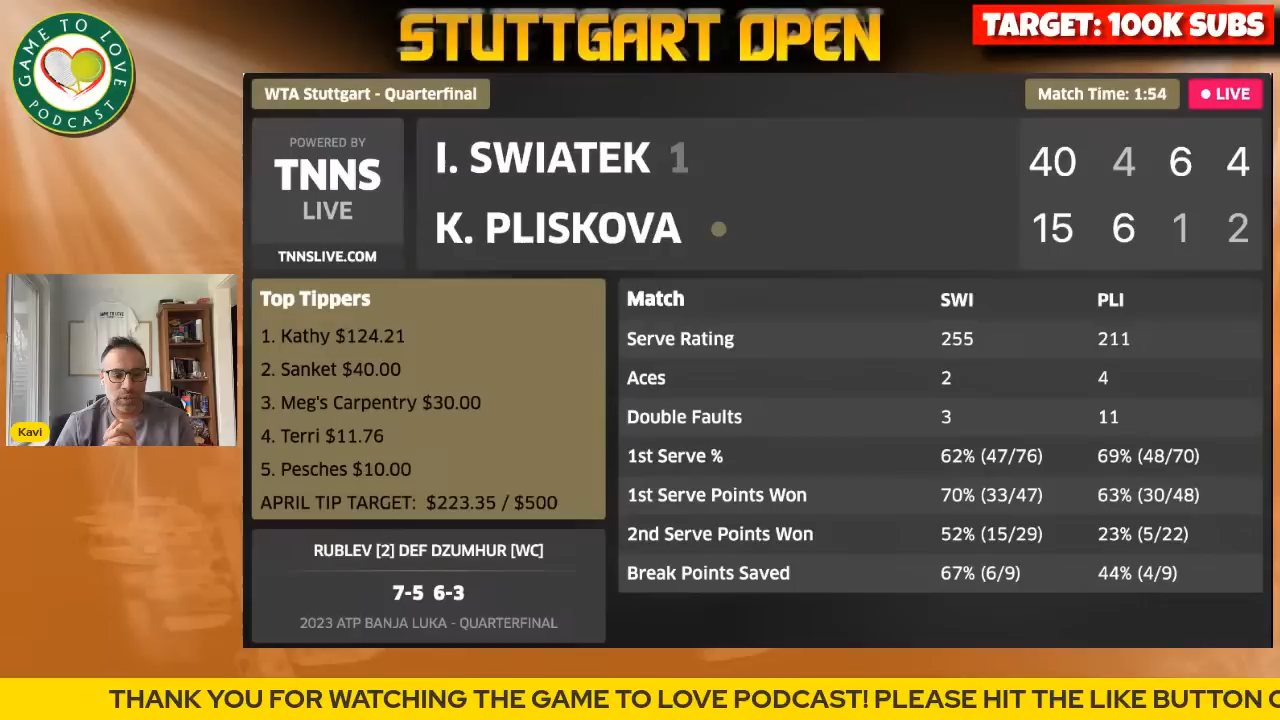 GAME TO LOVE
PODCAST
STUTTGART OPEN
TARGET: 100K SUBS
WTA Stuttgart - Quarterfinal
Match Time: 1:54
LIVE
POWERED BY
TNNS
LIVE
TNNSLIVE.COM
I. SWIATEK 1 40 4 6 4
K. PLISKOVA 15 6 1 2
Top Tippers
1. Kathy $124.21
2. Sanket $40.00
3. Meg's Carpentry $30.00
4. Terri $11.76
5. Pesches $10.00
APRIL TIP TARGET: $223.35 / $500
RUBLEV [2] DEF DZUMHUR [WC]
7-5 6-3
2023 ATP BANJA LUKA - QUARTERFINAL
Match SWI PLI
Serve Rating 255 211
Aces 2 4
Double Faults 3 11
1st Serve % 62% (47/76) 69% (48/70)
1st Serve Points Won 70% (33/47) 63% (30/48)
2nd Serve Points Won 52% (15/29) 23% (5/22)
Break Points Saved 67% (6/9) 44% (4/9)
Kavi
THANK YOU FOR WATCHING THE GAME TO LOVE PODCAST! PLEASE HIT THE LIKE BUTTON